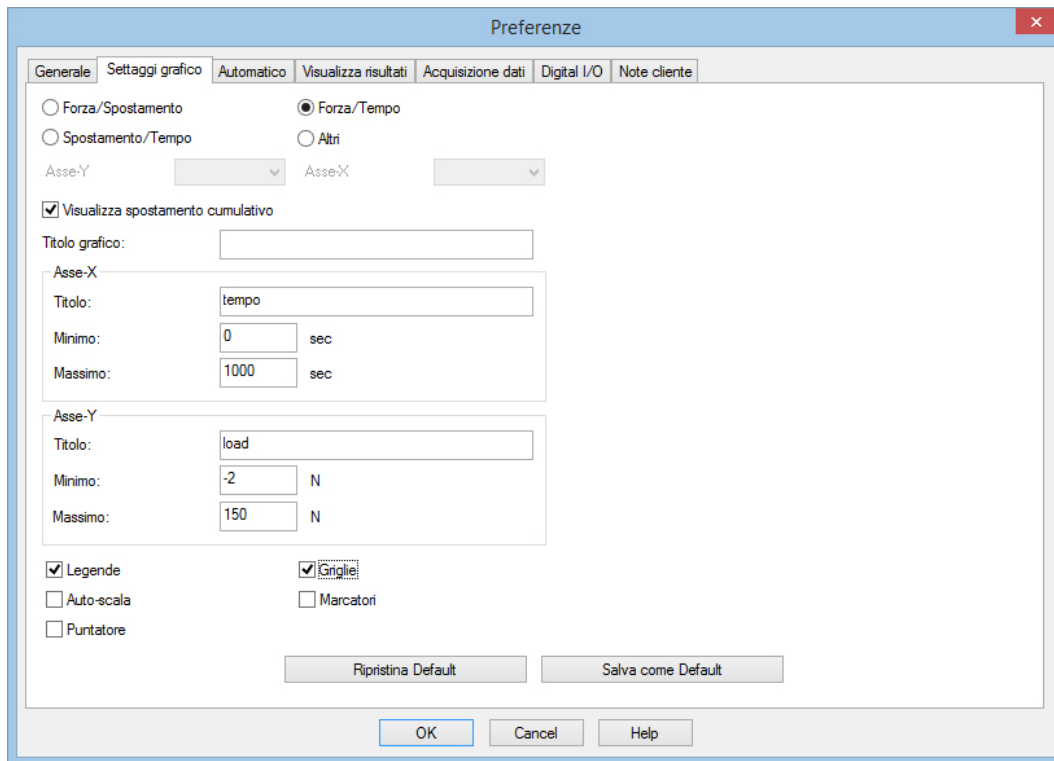 Preferenze
Generale Settaggi grafico Automatico Visualizza risultati Acquisizione dati Digital I/O Note cliente
Forza/Spostamento Forza/Tempo
Spostamento/Tempo Altri
Asse-Y Asse-X
Visualizza spostamento cumulativo
Titolo grafico:
Asse-X
Titolo: tempo
Minimo: 0 sec
Massimo: 1000 sec
Asse-Y
Titolo: load
Minimo: -2 N
Massimo: 150 N
Legende Griglie
Auto-scala Marcatori
Puntatore
Ripristina Default Salva come Default
OK Cancel Help